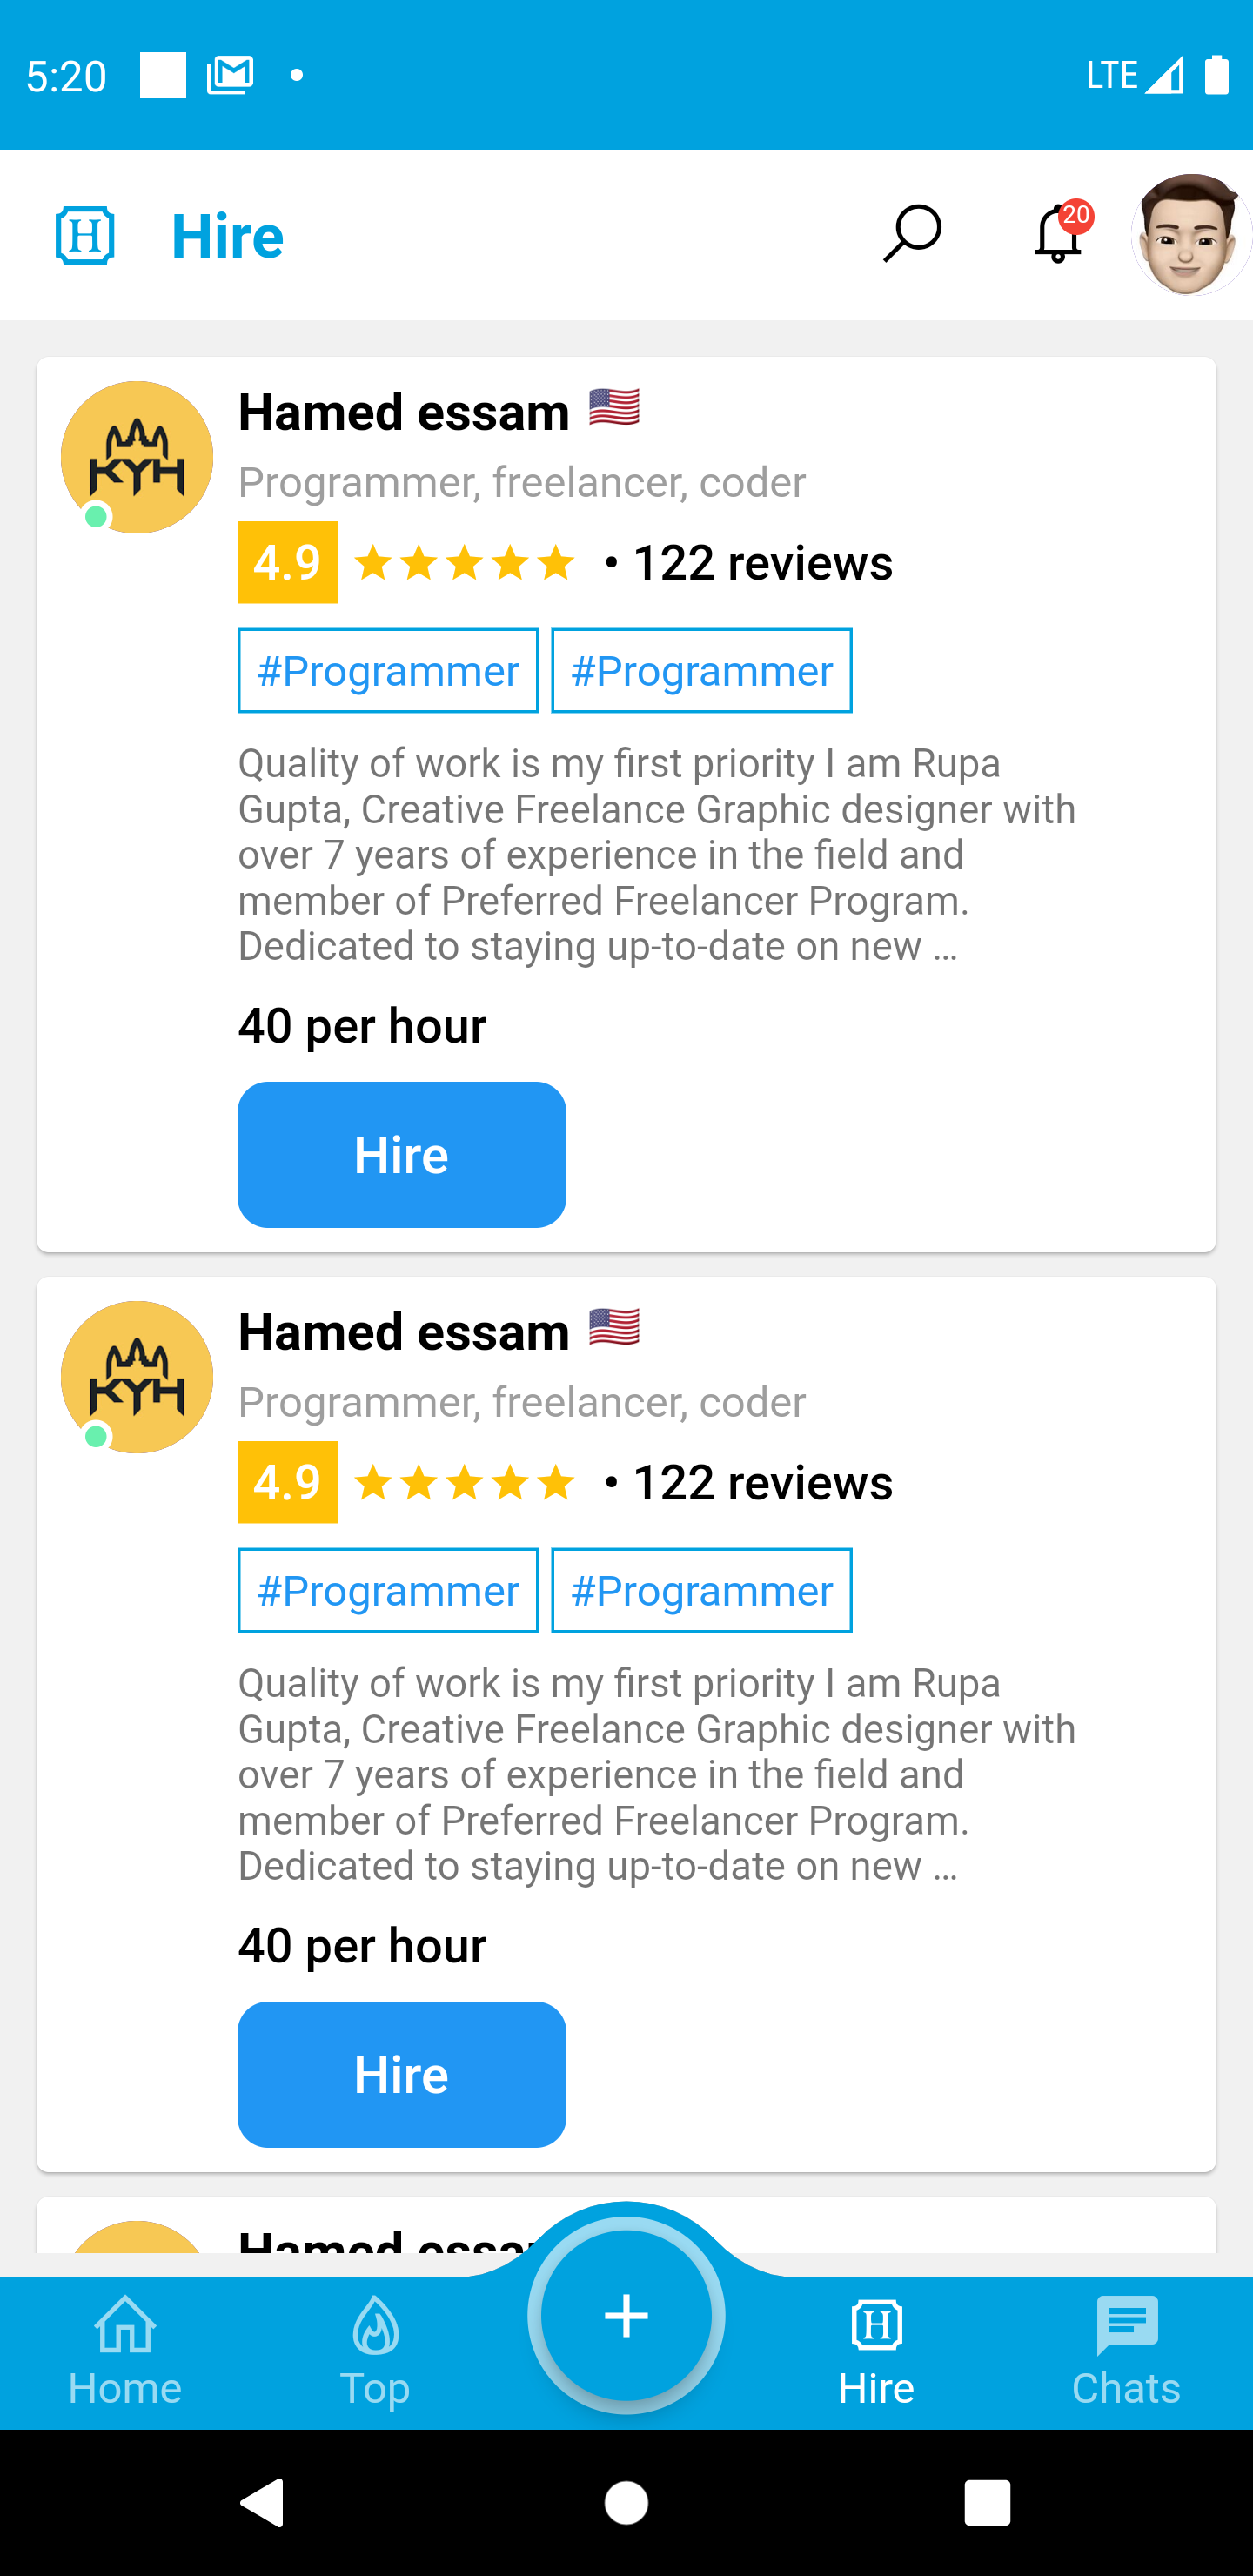 5:20
LTE
H
Hire
20
KYH
Hamed essam
Programmer, freelancer, coder
4.9 • 122 reviews
#Programmer #Programmer
Quality of work is my first priority I am Rupa
Gupta, Creative Freelance Graphic designer with
over 7 years of experience in the field and
member of Preferred Freelancer Program.
Dedicated to staying up-to-date on new ...
40 per hour
Hire
KYH
Hamed essam
Programmer, freelancer, coder
4.9 • 122 reviews
#Programmer #Programmer
Quality of work is my first priority I am Rupa
Gupta, Creative Freelance Graphic designer with
over 7 years of experience in the field and
member of Preferred Freelancer Program.
Dedicated to staying up-to-date on new ...
40 per hour
Hire
Hamed
+
H
Home Top Hire Chats